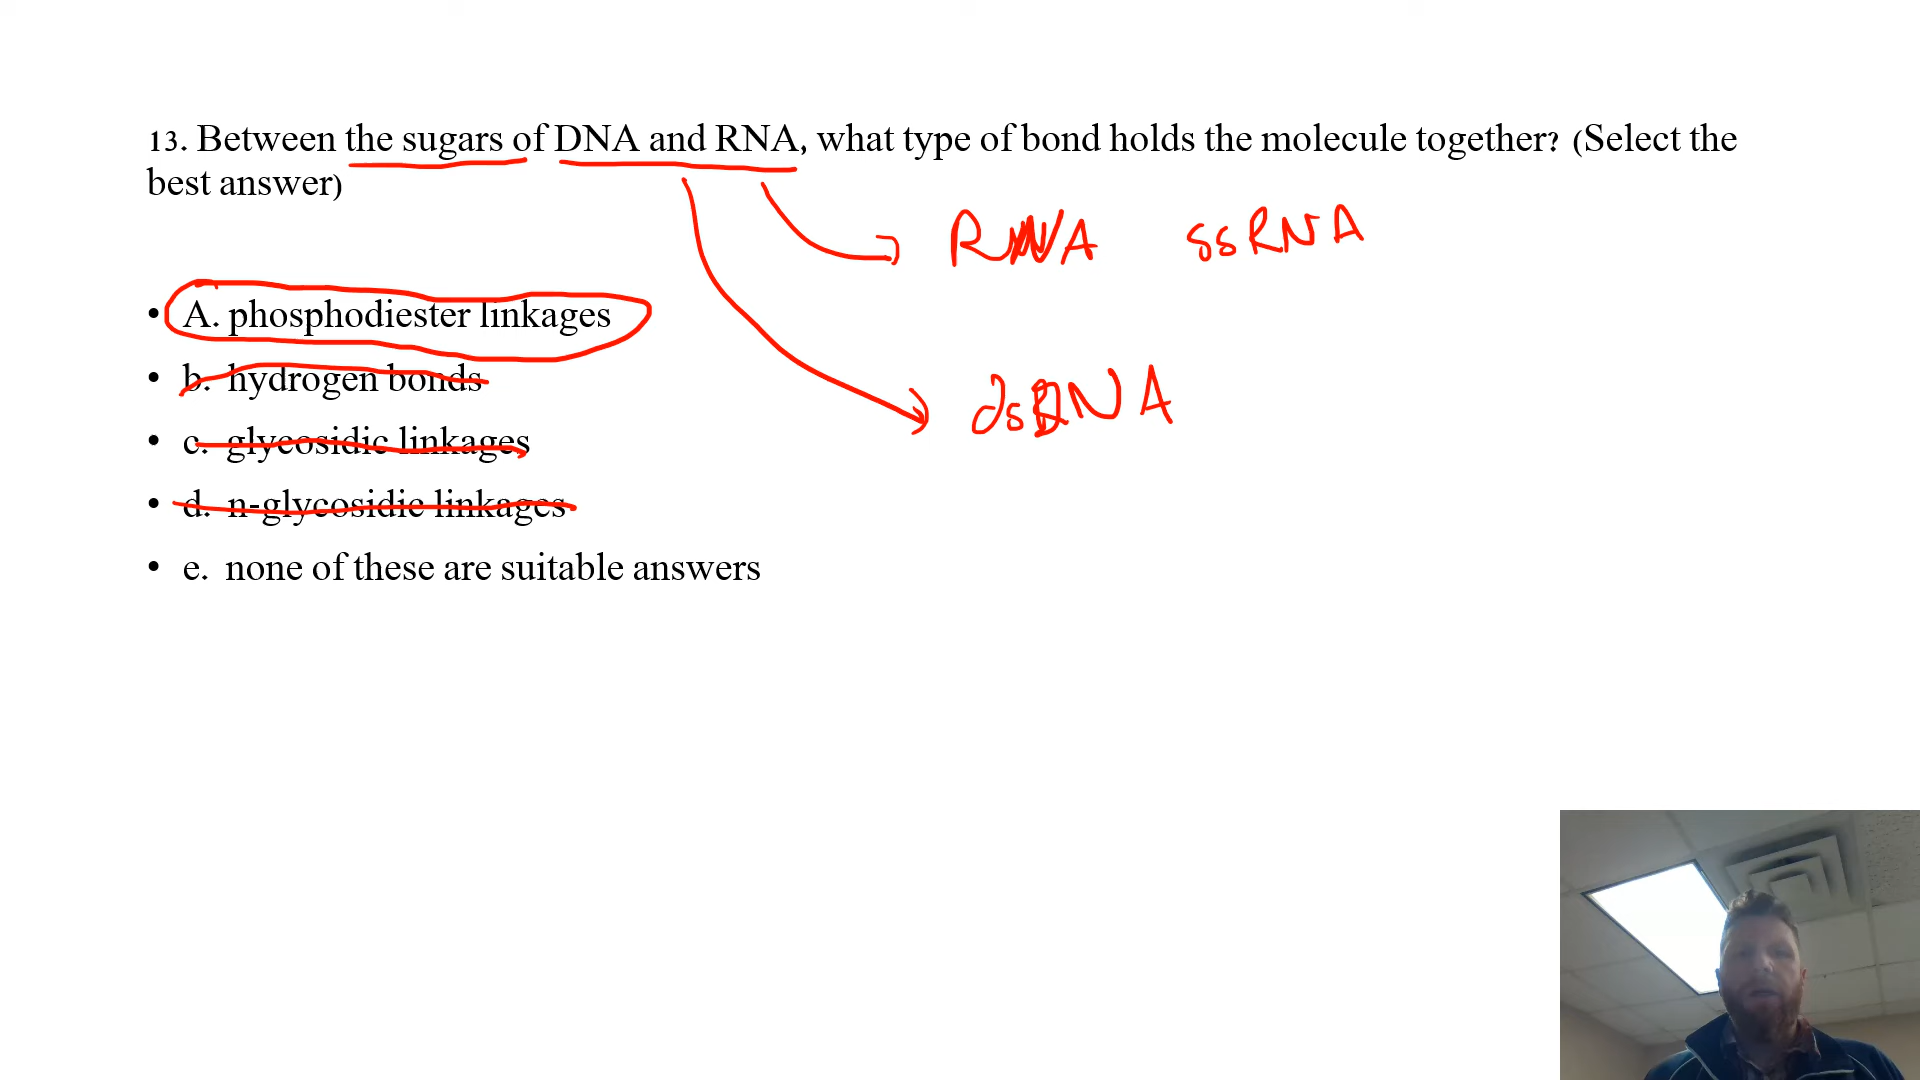 13. Between the sugars of DNA and RNA, what type of bond holds the molecule together? (Select the
best answer)
RNA ssRNA
• A. phosphodiester linkages
• b. hydrogen bonds
dsDNA
• c. glycosidic linkages
• d. n-glycosidic linkages
• e. none of these are suitable answers